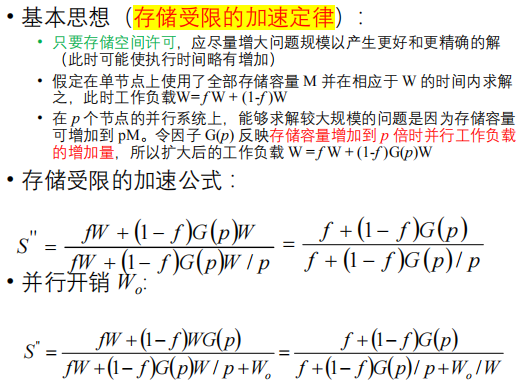 • 基本思想（存储受限的加速定律）:
• 只要存储空间许可，应尽量增大问题规模以产生更好和更精确的解
（此时可能使执行时间略有增加）
• 假定在单节点上使用了全部存储容量 M 并在相应于 W 的时间内求解
之，此时工作负载W= f W + (1-f )W
• 在 p 个节点的并行系统上，能够求解较大规模的问题是因为存储容量
可增加到 pM。令因子 G(p) 反映存储容量增加到 p 倍时并行工作负载
的增加量，所以扩大后的工作负载 W = f W + (1-f )G(p)W
• 存储受限的加速公式 :
S'' = \frac{fW + (1 − f)G(p)W}{fW + (1 − f)G(p)W / p} = \frac{f + (1 − f)G(p)}{f + (1 − f)G(p) / p}
• 并行开销 Wo:
S" = \frac{fW + (1 − f)WG(p)}{fW + (1 − f)G(p)W / p + W_o} = \frac{f + (1 − f)G(p)}{f + (1 − f)G(p) / p + W_o / W}